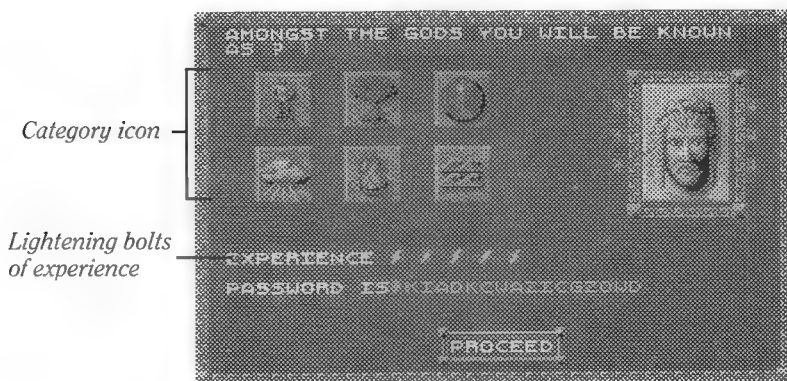 AMONGST THE GODS YOU WILL BE KNOWN
AS P !
Category icon
Lightening bolts
of experience
EXPERIENCE
PASSWORD IS
PROCEED